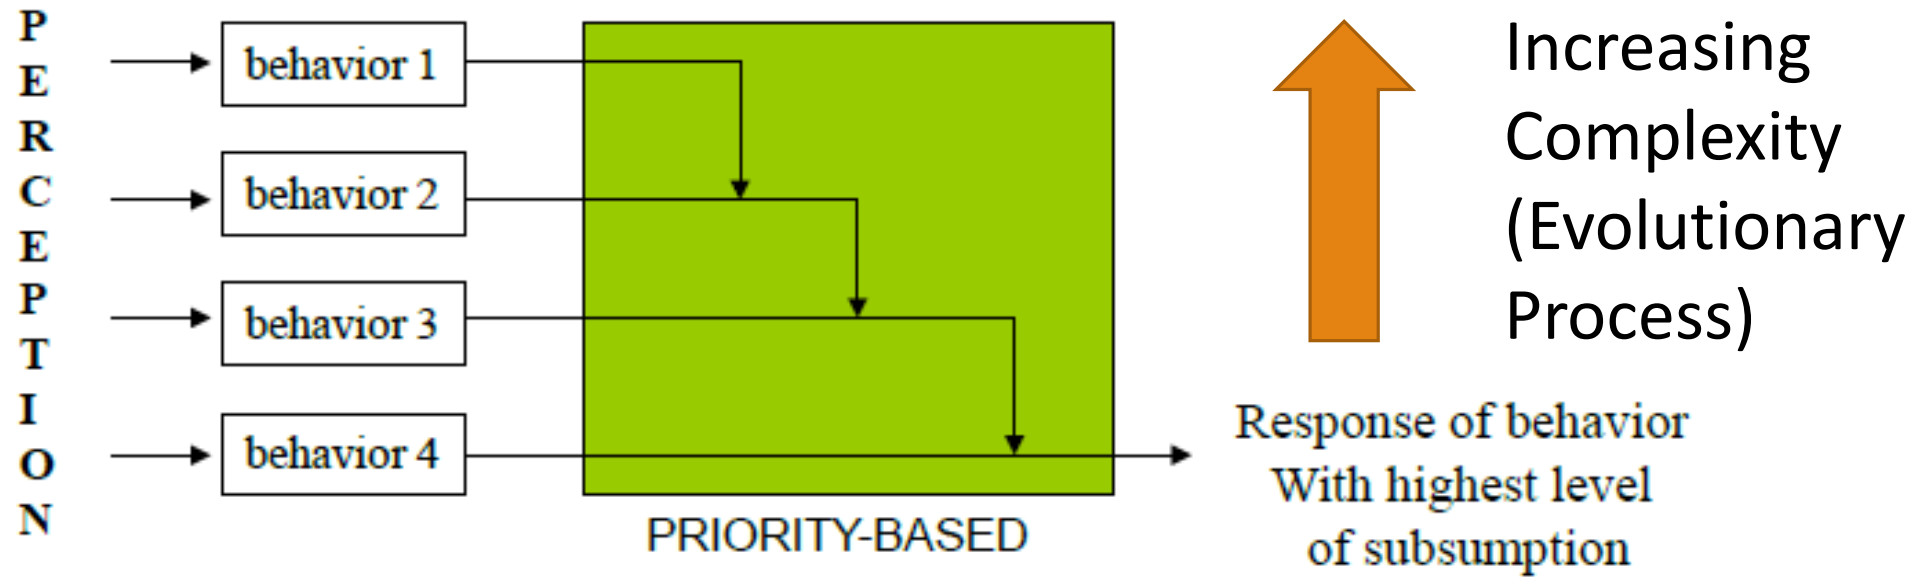 PERCEPTION
behavior 1
behavior 2
behavior 3
behavior 4
PRIORITY-BASED
Increasing
Complexity
(Evolutionary
Process)
Response of behavior
With highest level
of subsumption